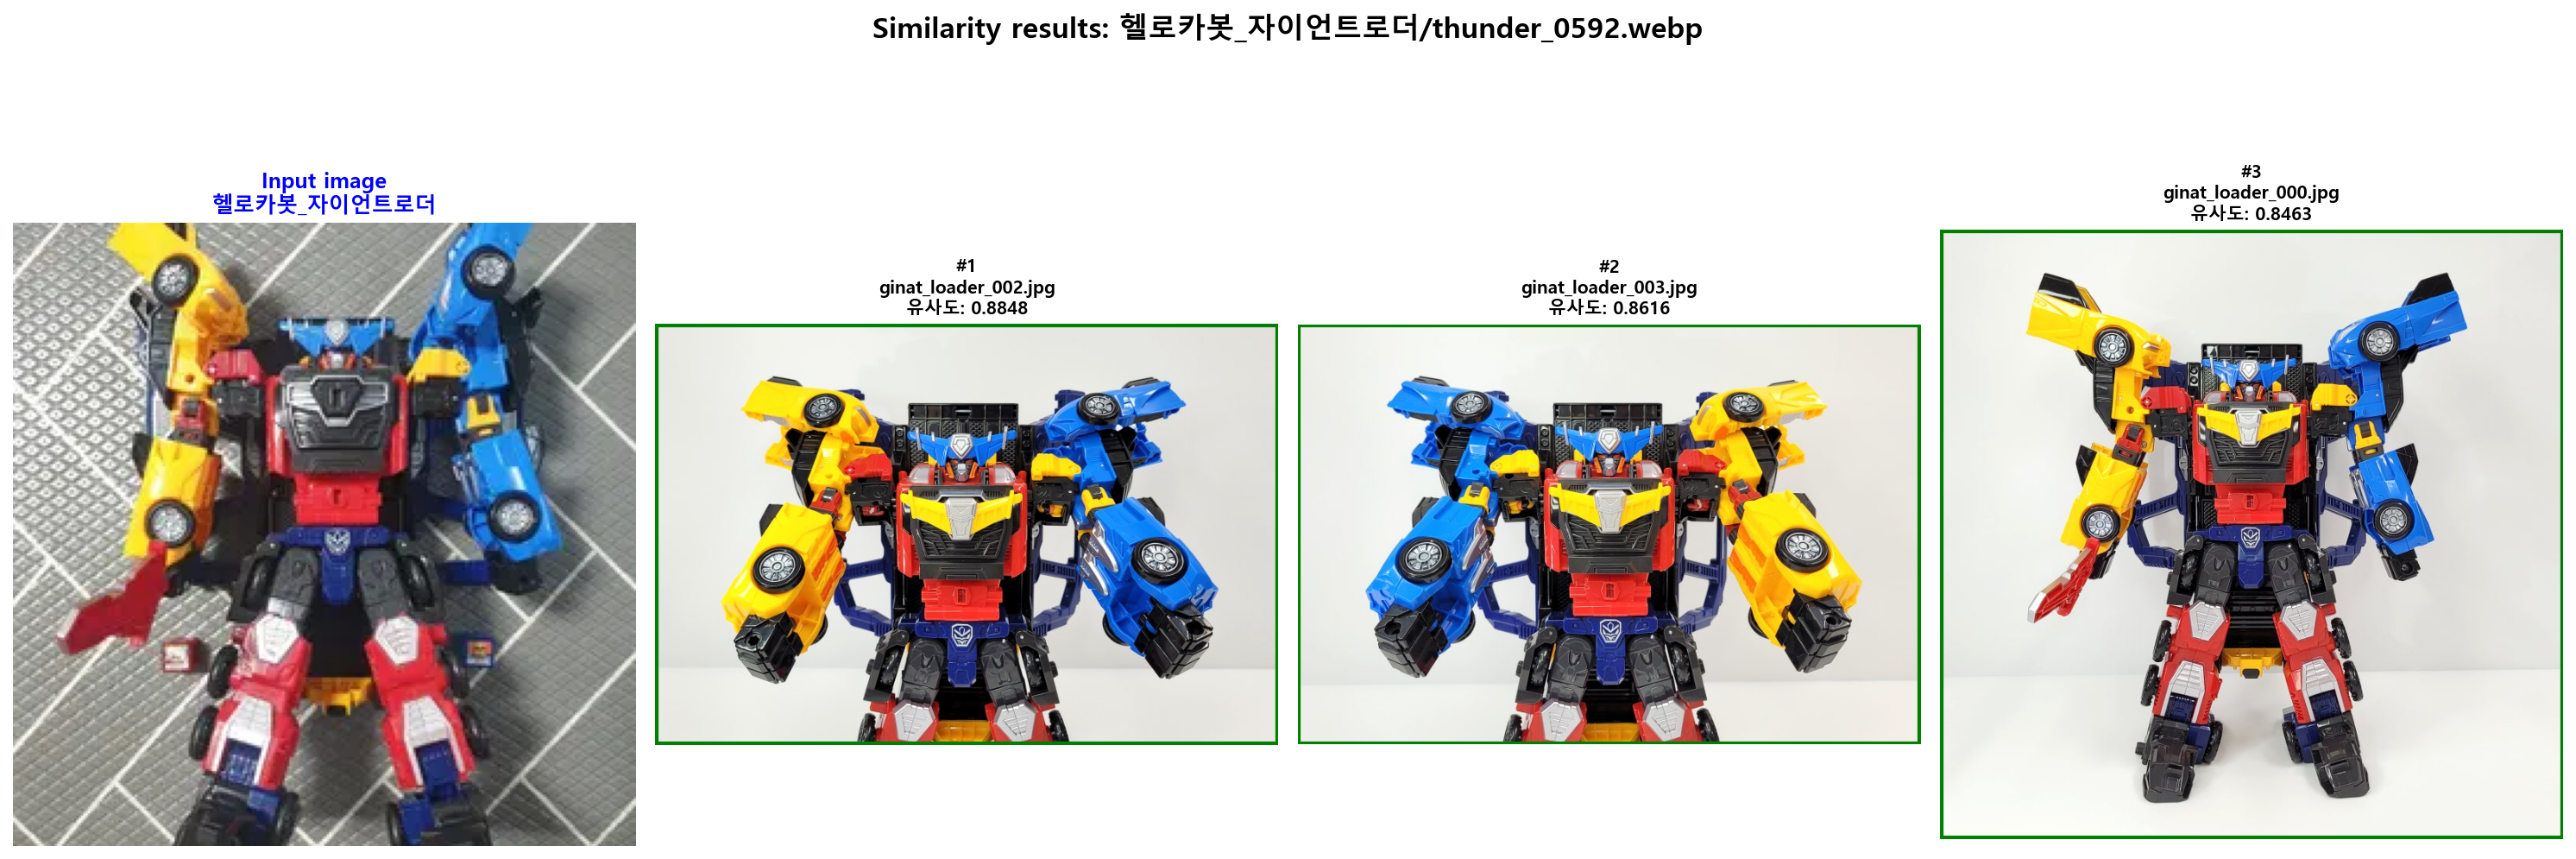 Similarity results: 헬로카봇_자이언트로더/thunder_0592.webp
Input image
헬로카봇_자이언트로더
#1
ginat_loader_002.jpg
유사도: 0.8848
#2
ginat_loader_003.jpg
유사도: 0.8616
#3
ginat_loader_000.jpg
유사도: 0.8463